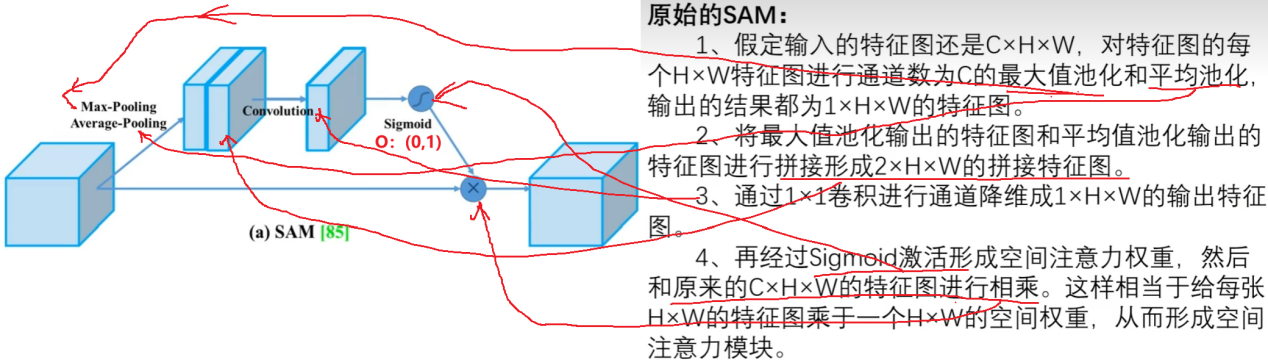 Max-Pooling
Average-Pooling
Convolution
Sigmoid
O：(0,1)
(a) SAM [85]
原始的SAM：
1、假定输入的特征图还是C×H×W，对特征图的每
个H×W特征图进行通道数为C的最大值池化和平均池化，
输出的结果都为1×H×W的特征图。
2、将最大值池化输出的特征图和平均值池化输出的
特征图进行拼接形成2×H×W的拼接特征图。
3、通过1×1卷积进行通道降维成1×H×W的输出特征
图。
4、再经过Sigmoid激活形成空间注意力权重，然后
和原来的C×H×W的特征图进行相乘。这样相当于给每张
H×W的特征图乘于一个H×W的空间权重，从而形成空间
注意力模块。